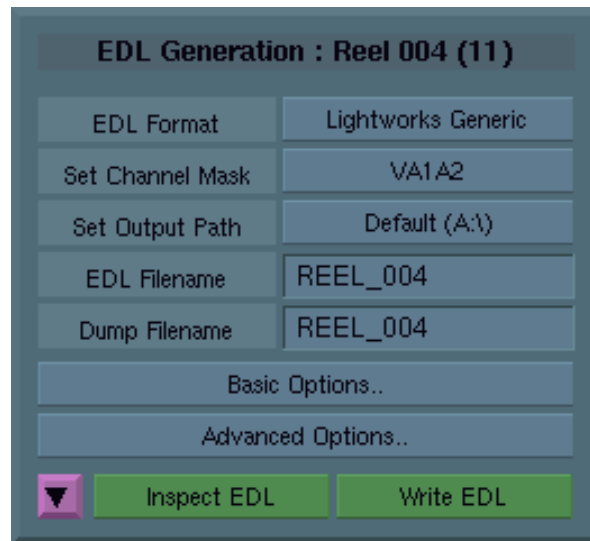 EDL Generation : Reel 004 (11)
EDL Format Lightworks Generic
Set Channel Mask VA1A2
Set Output Path Default (A:\)
EDL Filename REEL_004
Dump Filename REEL_004
Basic Options..
Advanced Options..
Inspect EDL Write EDL